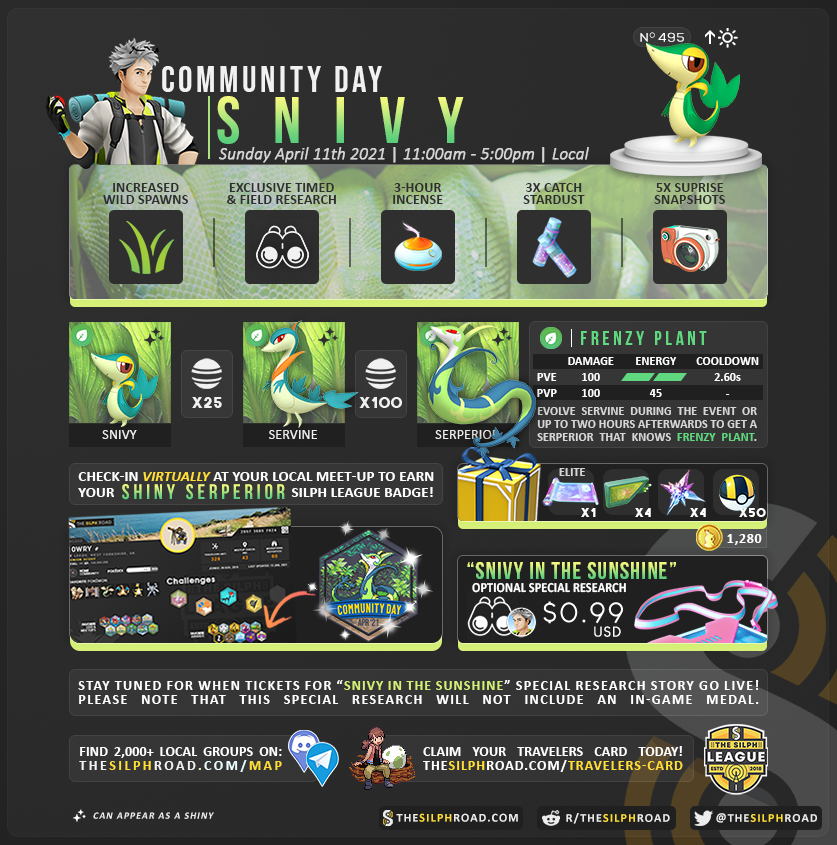 Nº 495
COMMUNITY DAY
SNIVY
Sunday April 11th 2021 | 11:00am - 5:00pm | Local
INCREASED
WILD SPAWNS
EXCLUSIVE TIMED
& FIELD RESEARCH
3-HOUR
INCENSE
3X CATCH
STARDUST
5X SUPRISE
SNAPSHOTS
SNIVY
X25
SERVINE
X100
SERPERIOR
FRENZY PLANT
DAMAGE ENERGY COOLDOWN
PVE 100 2.60s
PVP 100 45 -
EVOLVE SERVINE DURING THE EVENT OR
UP TO TWO HOURS AFTERWARDS TO GET A
SERPERIOR THAT KNOWS FRENZY PLANT.
CHECK-IN VIRTUALLY AT YOUR LOCAL MEET-UP TO EARN
YOUR SHINY SERPERIOR SILPH LEAGUE BADGE!
ELITE
X1
X4
X4
X50
1,280
THE SILPH ROAD
Challenges
COMMUNITY DAY
APR '21
"SNIVY IN THE SUNSHINE"
OPTIONAL SPECIAL RESEARCH
$0.99
USD
STAY TUNED FOR WHEN TICKETS FOR "SNIVY IN THE SUNSHINE" SPECIAL RESEARCH STORY GO LIVE!
PLEASE NOTE THAT THIS SPECIAL RESEARCH WILL NOT INCLUDE AN IN-GAME MEDAL.
FIND 2,000+ LOCAL GROUPS ON:
THESILPHROAD.COM/MAP
CLAIM YOUR TRAVELERS CARD TODAY!
THESILPHROAD.COM/TRAVELERS-CARD
THE SILPH
LEAGUE
ESTD 2018
CAN APPEAR AS A SHINY
THESILPHROAD.COM
R/THESILPHROAD
@THESILPHROAD